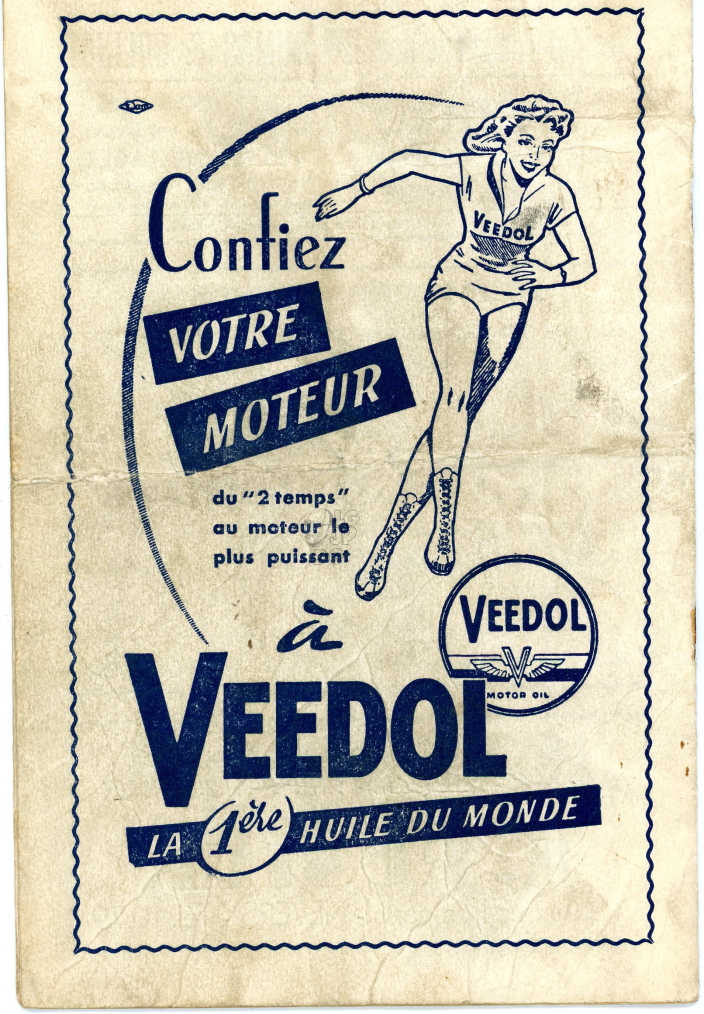 Confiez
VOTRE
MOTEUR
du "2 temps"
au moteur le
plus puissant
à
VEEDOL
LA 1ère HUILE DU MONDE
VEEDOL
VEEDOL
MOTOR OIL